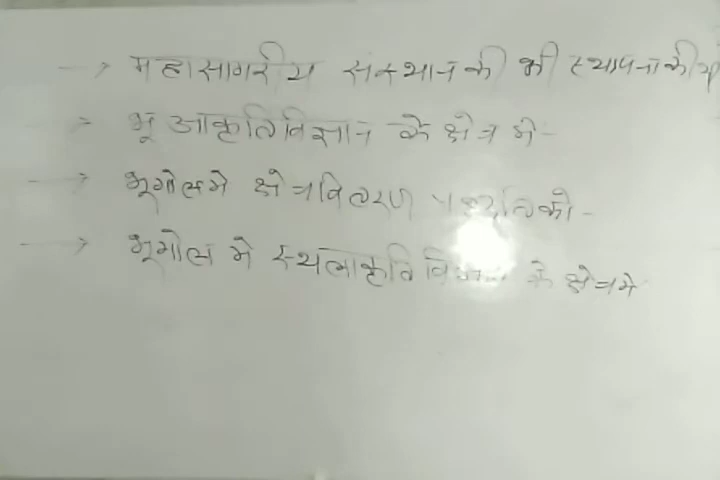 → महासागरीय संस्थान की की स्थापना की थी
→ भू आकृति विज्ञान के क्षेत्र मे -
→ भूगोल मे क्षेत्र वितरण पद्धति को -
→ भूगोल मे स्थलाकृति के क्षेत्र मे